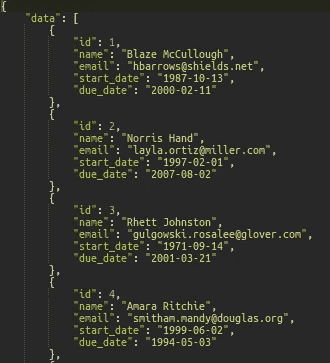 {
    "data": [
        {
            "id": 1,
            "name": "Blaze McCullough",
            "email": "hbarrows@shields.net",
            "start_date": "1987-10-13",
            "due_date": "2000-02-11"
        },
        {
            "id": 2,
            "name": "Norris Hand",
            "email": "layla.ortiz@miller.com",
            "start_date": "1997-02-01",
            "due_date": "2007-08-02"
        },
        {
            "id": 3,
            "name": "Rhett Johnston",
            "email": "gulgowski.rosalee@glover.com",
            "start_date": "1971-09-14",
            "due_date": "2001-03-21"
        },
        {
            "id": 4,
            "name": "Amara Ritchie",
            "email": "smitham.mandy@douglas.org",
            "start_date": "1999-06-02",
            "due_date": "1994-05-03"
        },